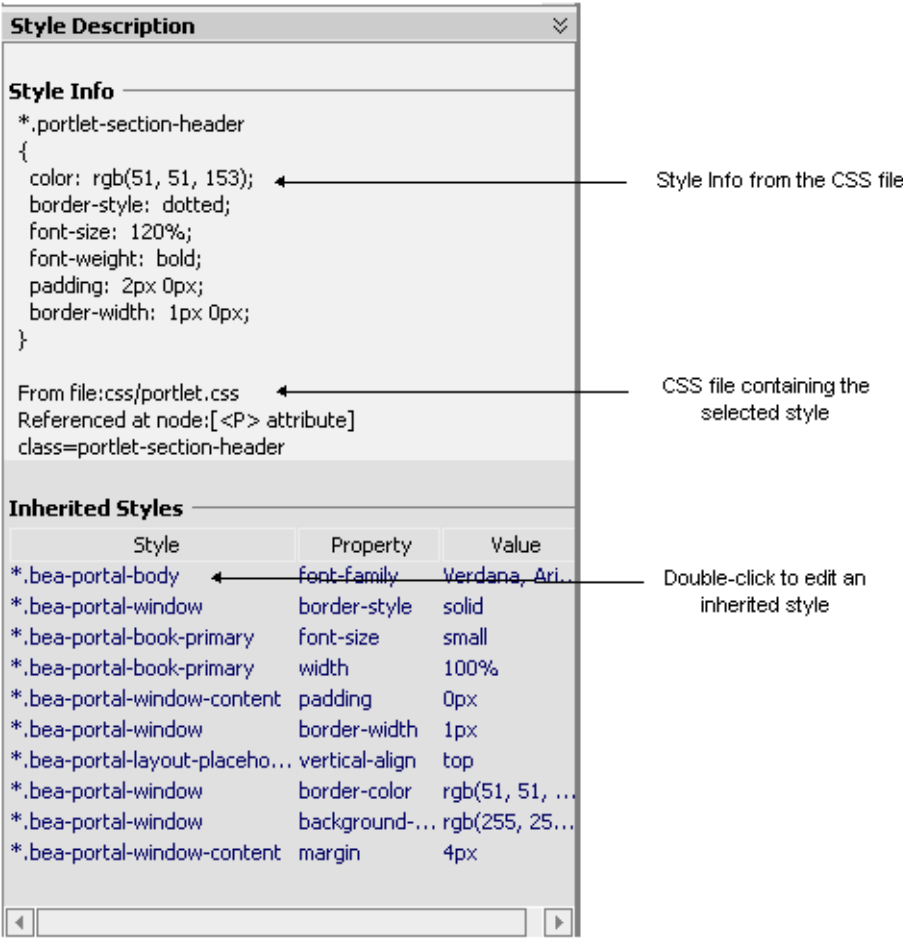 Style Description
Style Info
*.portlet-section-header
{
color: rgb(51, 51, 153);
border-style: dotted;
font-size: 120%;
font-weight: bold;
padding: 2px 0px;
border-width: 1px 0px;
}
Style Info from the CSS file
From file:css/portlet.css
Referenced at node:[<P> attribute]
class=portlet-section-header
CSS file containing the
selected style
Inherited Styles
Style Property Value
*.bea-portal-body font-family Verdana, Ari...
*.bea-portal-window border-style solid
*.bea-portal-book-primary font-size small
*.bea-portal-book-primary width 100%
*.bea-portal-window-content padding 0px
*.bea-portal-window border-width 1px
*.bea-portal-layout-placeho... vertical-align top
*.bea-portal-window border-color rgb(51, 51, ...
*.bea-portal-window background-... rgb(255, 25...
*.bea-portal-window-content margin 4px
Double-click to edit an
inherited style